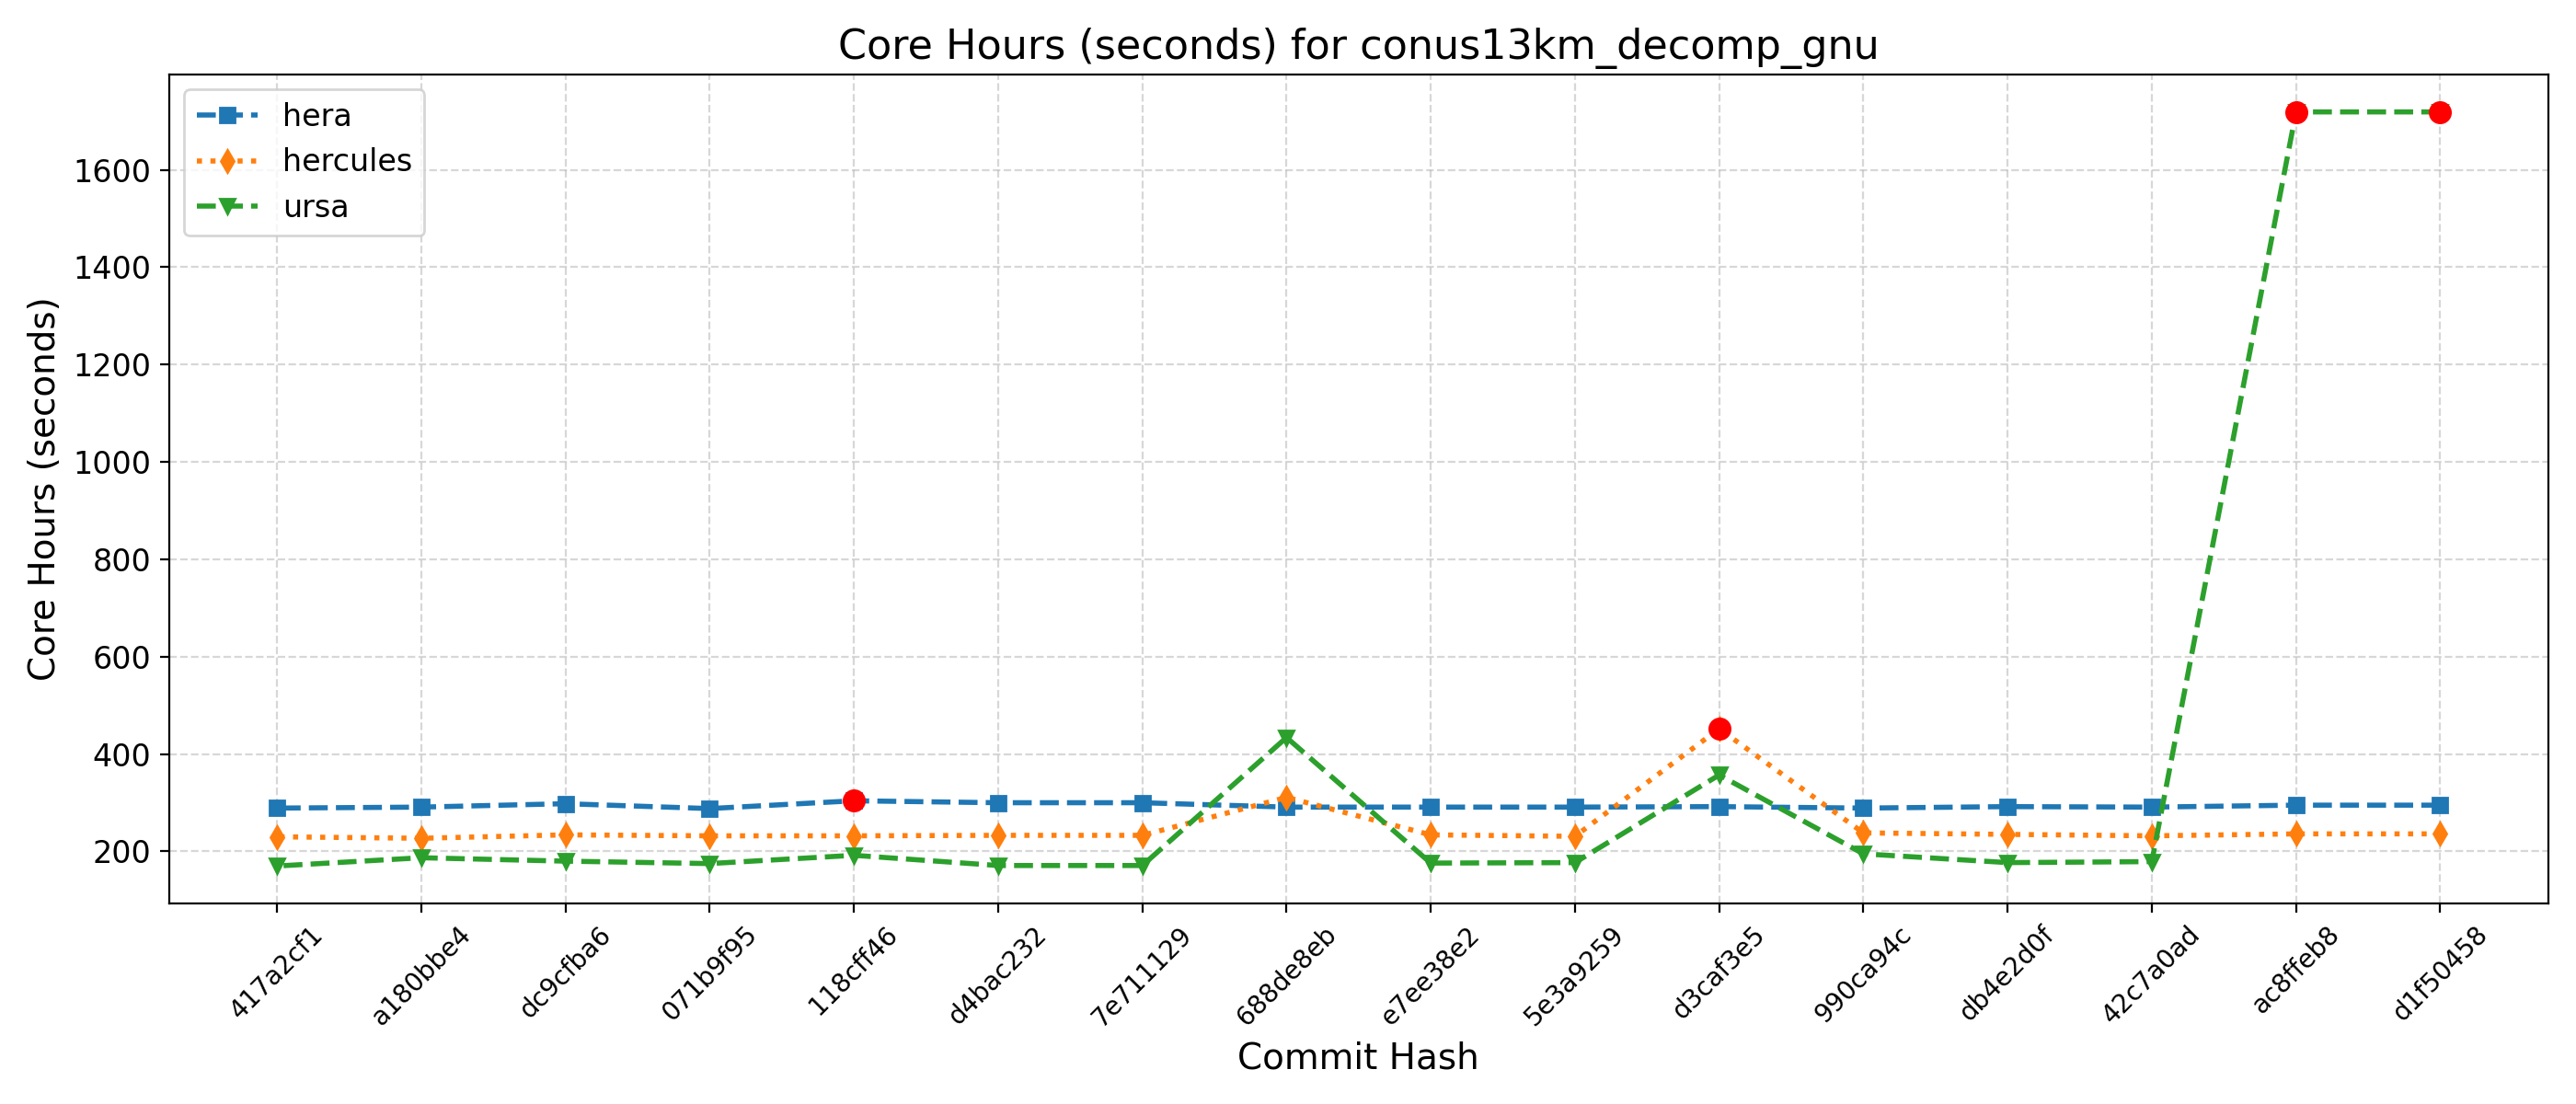 Core Hours (seconds) for conus13km_decomp_gnu
hera
hercules
ursa
Core Hours (seconds)
1600
1400
1200
1000
800
600
400
200
417a2cf1
a180bbe4
dc9cfba6
071b9f95
118cff46
d4bac232
7e711129
688de8eb
e7ee38e2
5e3a9259
d3caf3e5
990ca94c
db4e2d0f
42c7a0ad
ac8ffeb8
d1f50458
Commit Hash